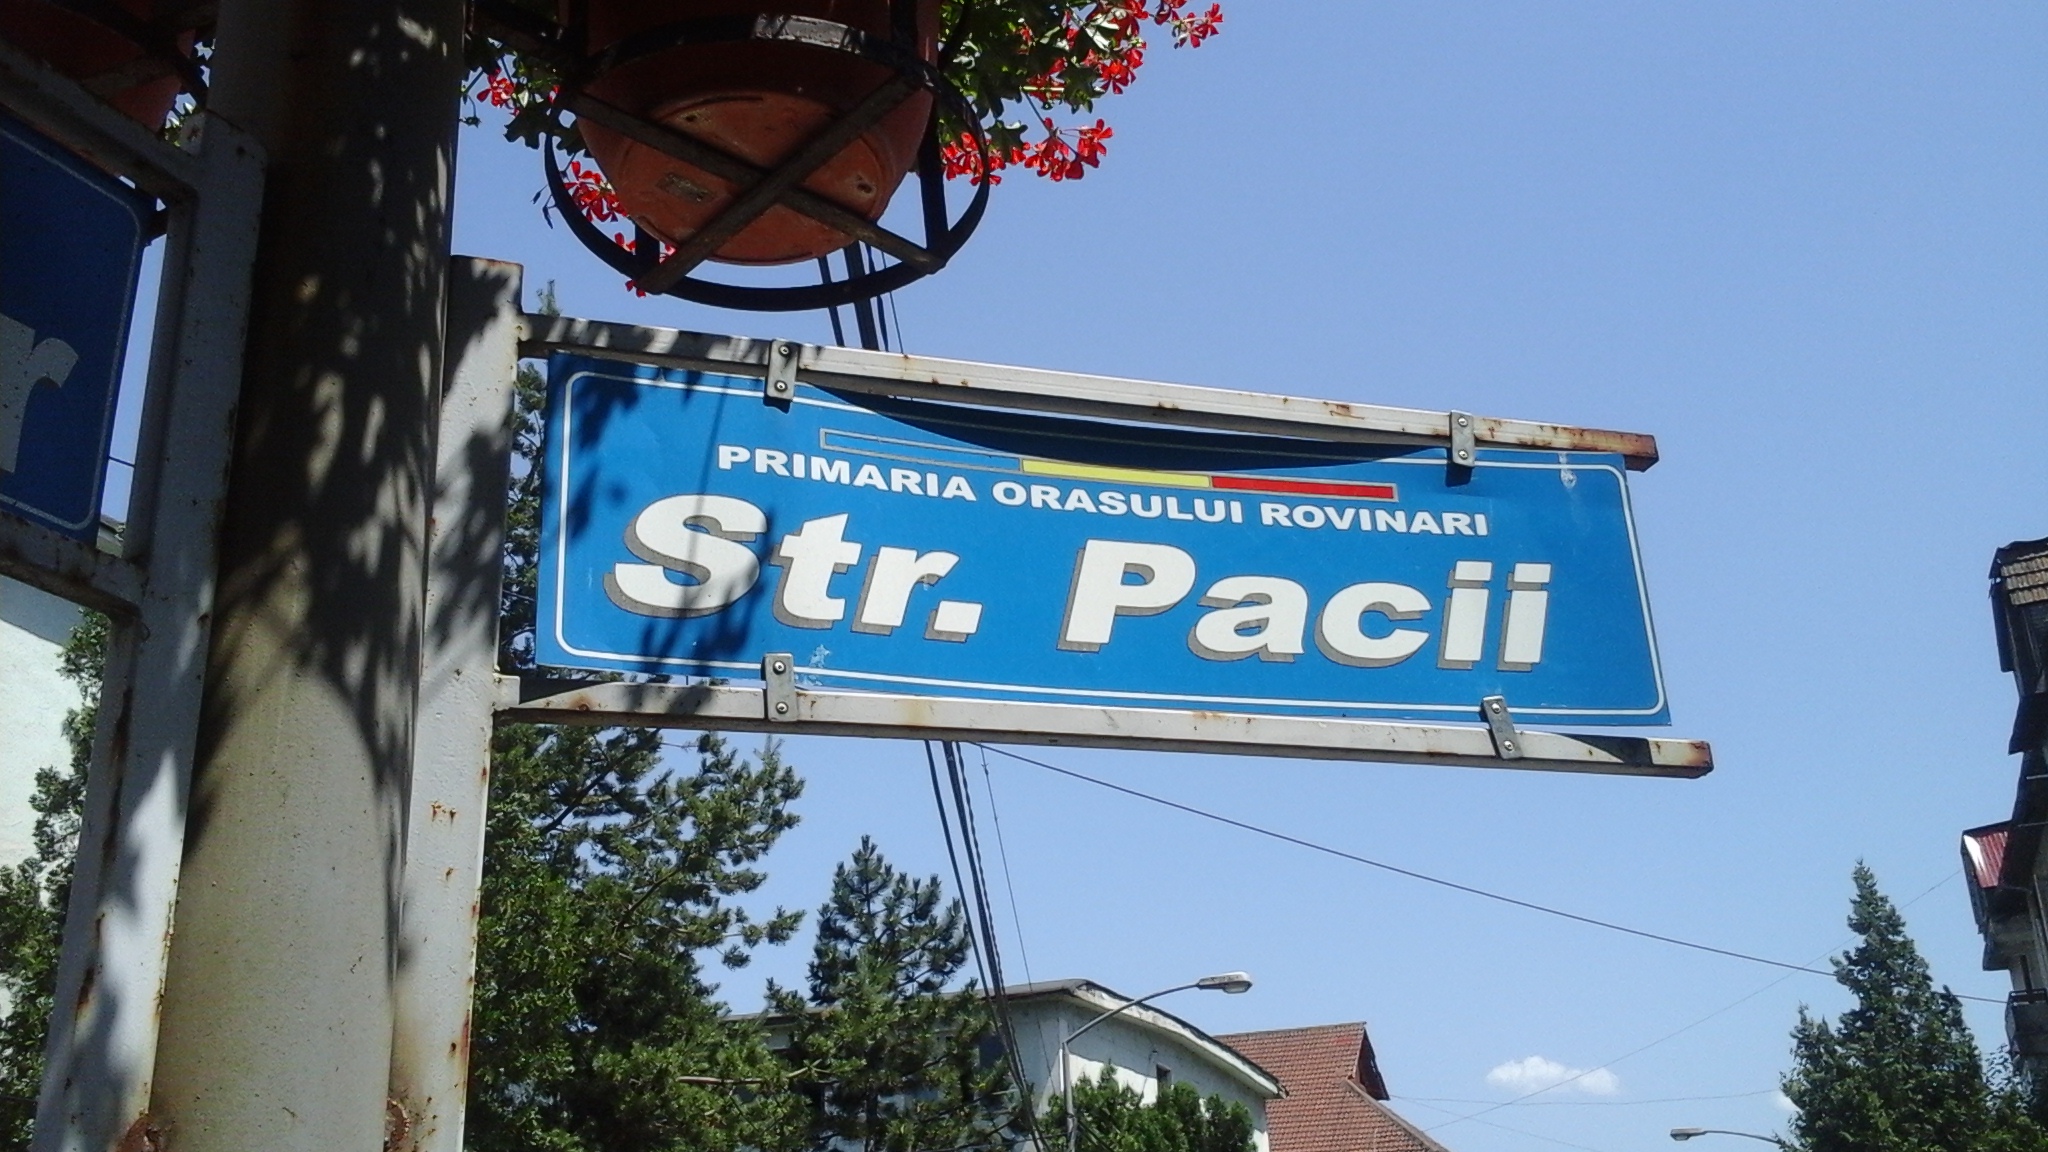 PRIMARIA ORASULUI ROVINARI
Str. Pacii